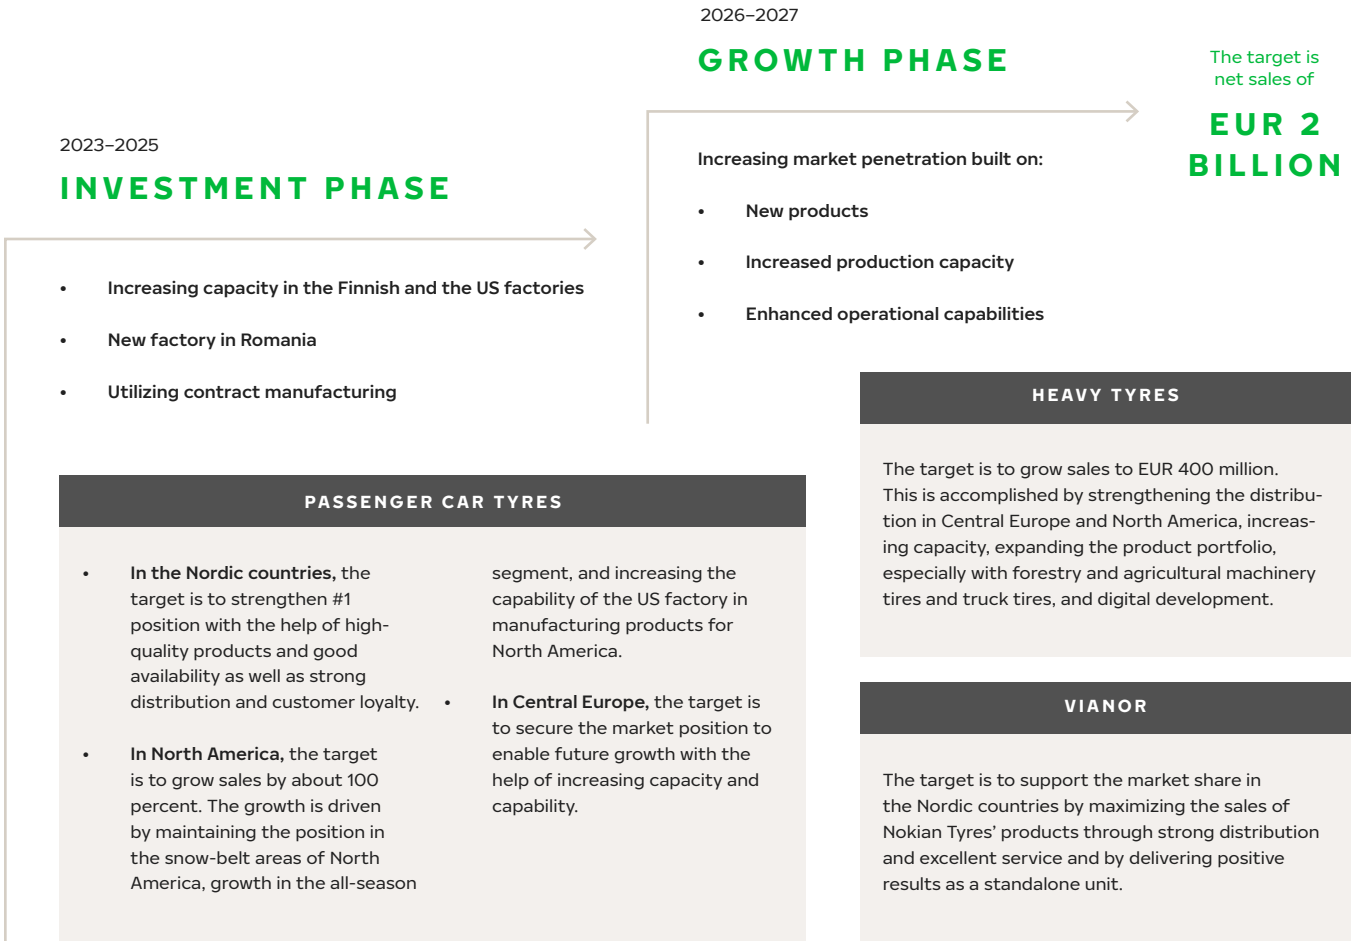 2023–2025
INVESTMENT PHASE
• Increasing capacity in the Finnish and the US factories
• New factory in Romania
• Utilizing contract manufacturing
2026–2027
GROWTH PHASE
Increasing market penetration built on:
• New products
• Increased production capacity
• Enhanced operational capabilities
The target is
net sales of
EUR 2
BILLION
PASSENGER CAR TYRES
• In the Nordic countries, the
target is to strengthen #1
position with the help of high-
quality products and good
availability as well as strong
distribution and customer loyalty.
• In North America, the target
is to grow sales by about 100
percent. The growth is driven
by maintaining the position in
the snow-belt areas of North
America, growth in the all-season
segment, and increasing the
capability of the US factory in
manufacturing products for
North America.
• In Central Europe, the target is
to secure the market position to
enable future growth with the
help of increasing capacity and
capability.
HEAVY TYRES
The target is to grow sales to EUR 400 million.
This is accomplished by strengthening the distribu-
tion in Central Europe and North America, increas-
ing capacity, expanding the product portfolio,
especially with forestry and agricultural machinery
tires and truck tires, and digital development.
VIANOR
The target is to support the market share in
the Nordic countries by maximizing the sales of
Nokian Tyres’ products through strong distribution
and excellent service and by delivering positive
results as a standalone unit.